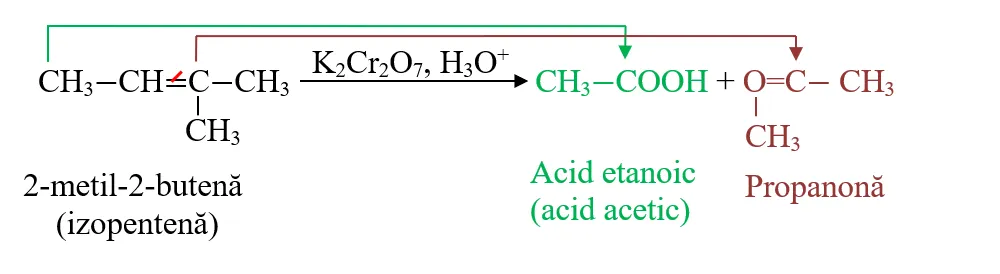 K₂Cr₂O₇, H₃O⁺
CH₃–CH=C–CH₃ CH₃–COOH + O=C– CH₃
CH₃ CH₃
2-metil-2-butenă Acid etanoic Propanonă
(izopentenă) (acid acetic)